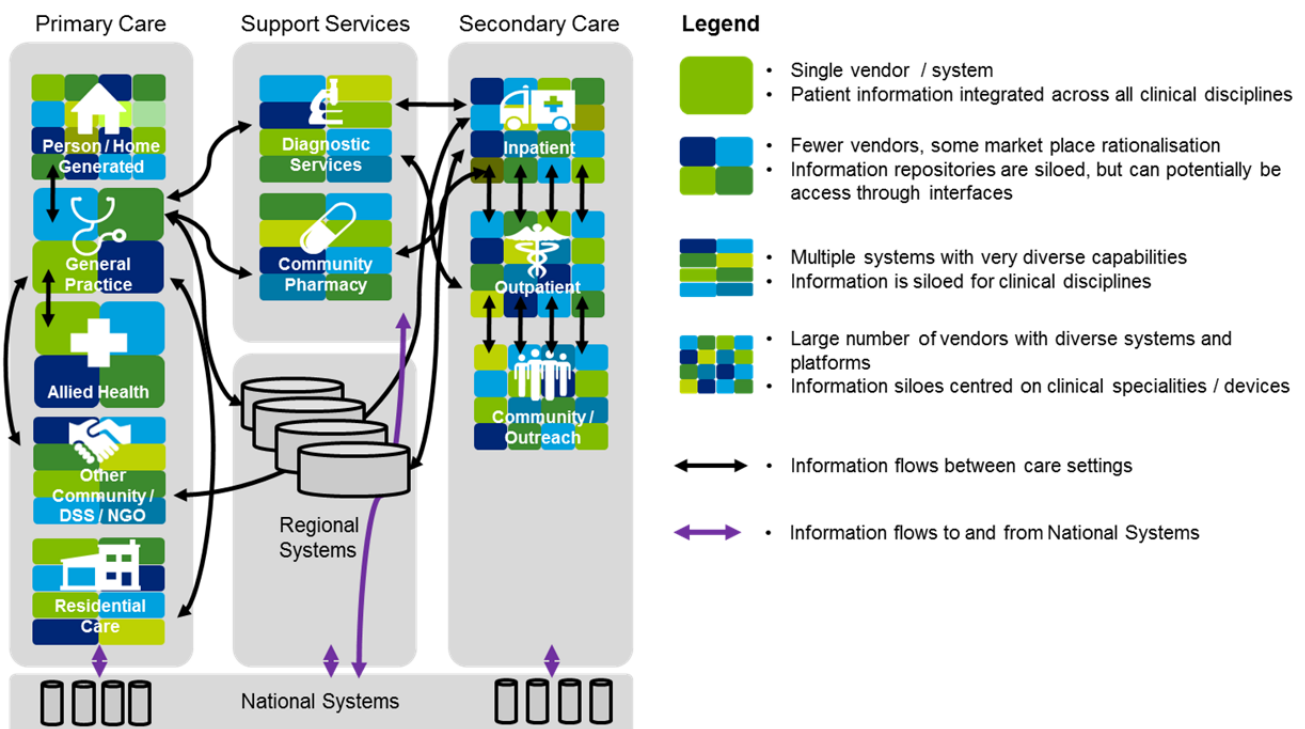 Primary Care
Support Services
Secondary Care
Person / Home
Generated
General
Practice
Allied Health
Other
Community /
DSS / NGO
Residential
Care
Diagnostic
Services
Community
Pharmacy
Regional
Systems
Inpatient
Outpatient
Community /
Outreach
National Systems
Legend
• Single vendor / system
• Patient information integrated across all clinical disciplines
• Fewer vendors, some market place rationalisation
• Information repositories are siloed, but can potentially be
access through interfaces
• Multiple systems with very diverse capabilities
• Information is siloed for clinical disciplines
• Large number of vendors with diverse systems and
platforms
• Information siloes centred on clinical specialities / devices
• Information flows between care settings
• Information flows to and from National Systems